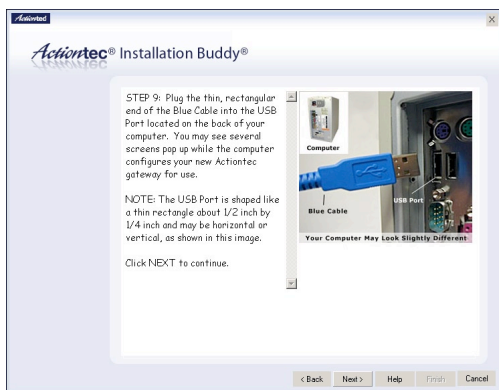 Actiontec
Actiontec® Installation Buddy®
STEP 9: Plug the thin, rectangular
end of the Blue Cable into the USB
Port located on the back of your
computer. You may see several
screens pop up while the computer
configures your new Actiontec
gateway for use.
NOTE: The USB Port is shaped like
a thin rectangle about 1/2 inch by
1/4 inch and may be horizontal or
vertical, as shown in this image.
Click NEXT to continue.
Computer
USB Port
Blue Cable
Your Computer May Look Slightly Different
< Back
Next >
Help
Finish
Cancel